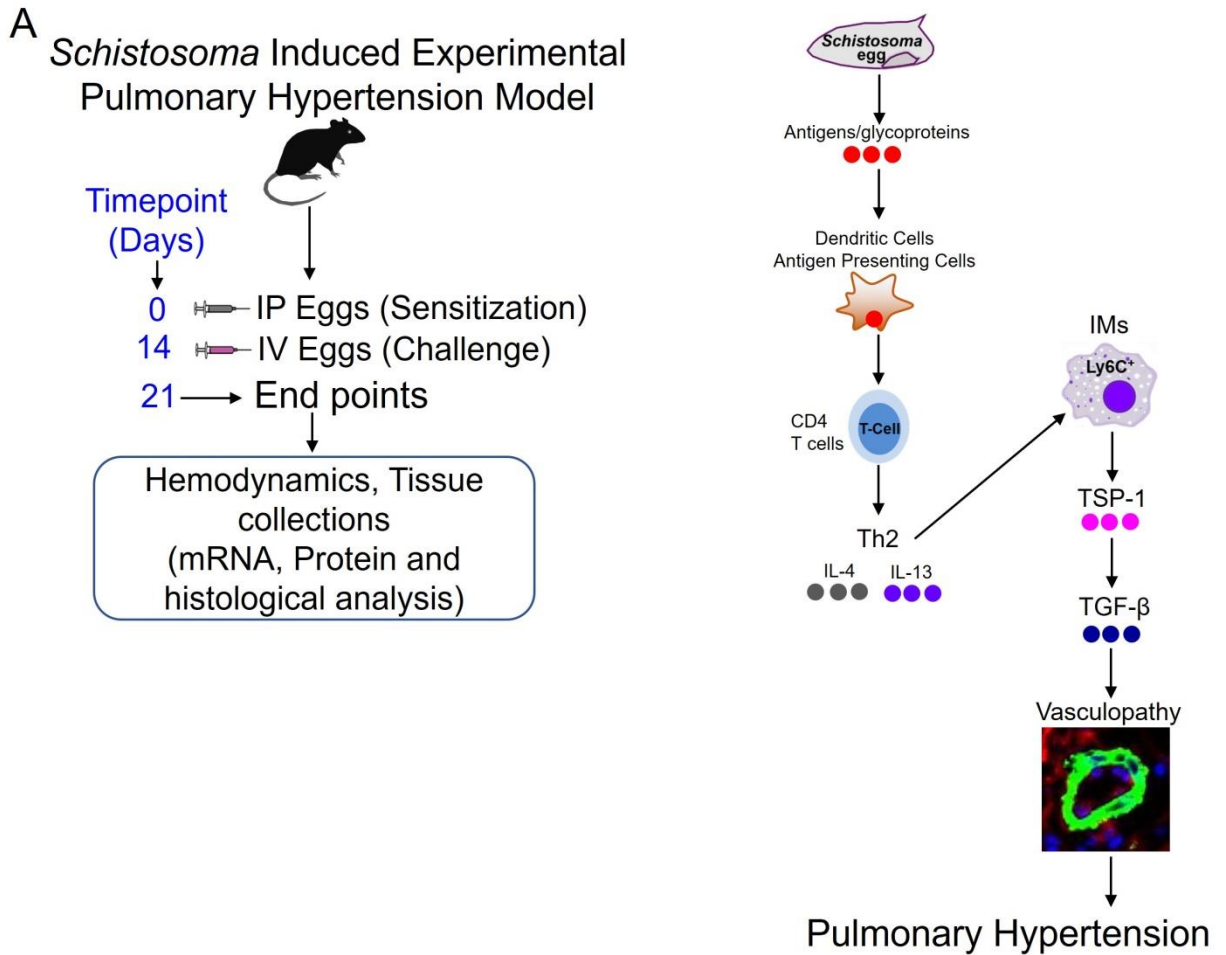 A
Schistosoma Induced Experimental
Pulmonary Hypertension Model
Timepoint
(Days)
0
IP Eggs (Sensitization)
14
IV Eggs (Challenge)
21
End points
Hemodynamics, Tissue
collections
(mRNA, Protein and
histological analysis)
Schistosoma
egg
Antigens/glycoproteins
Dendritic Cells
Antigen Presenting Cells
CD4
T cells
T-Cell
Th2
IL-4
IL-13
IMs
Ly6C⁺
TSP-1
TGF-β
Vasculopathy
Pulmonary Hypertension